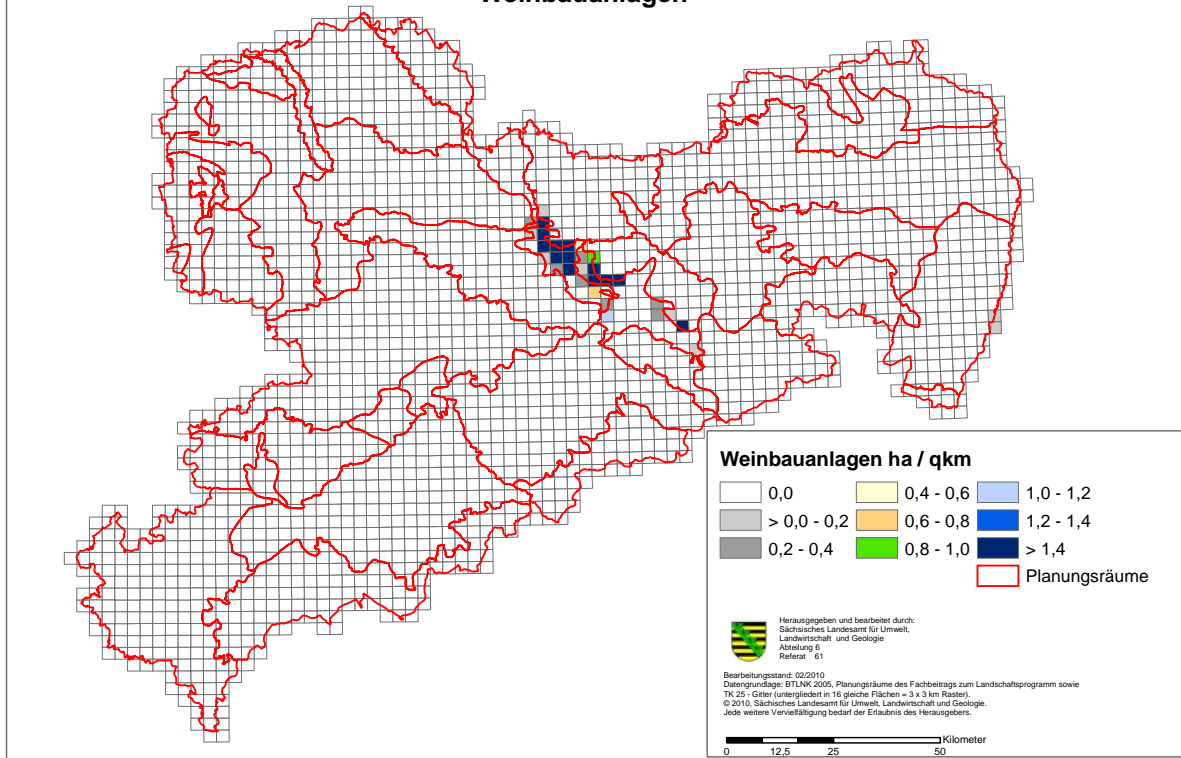 Weinbauanlagen
Weinbauanlagen ha / qkm
0,0
> 0,0 - 0,2
0,2 - 0,4
0,4 - 0,6
0,6 - 0,8
0,8 - 1,0
1,0 - 1,2
1,2 - 1,4
> 1,4
Planungsräume
Herausgegeben und bearbeitet durch:
Sächsisches Landesamt für Umwelt,
Landwirtschaft und Geologie
Abteilung 6
Referat 61
Bearbeitungsstand: 02/2010
Datengrundlage: BTLNK 2005, Planungsräume des Fachbeitrags zum Landschaftsprogramm sowie
TK 25 - Gitter (untergliedert in 16 gleiche Flächen = 3 x 3 km Raster).
© 2010, Sächsisches Landesamt für Umwelt, Landwirtschaft und Geologie.
Jede weitere Vervielfältigung bedarf der Erlaubnis des Herausgebers.
Kilometer
0 12,5 25 50